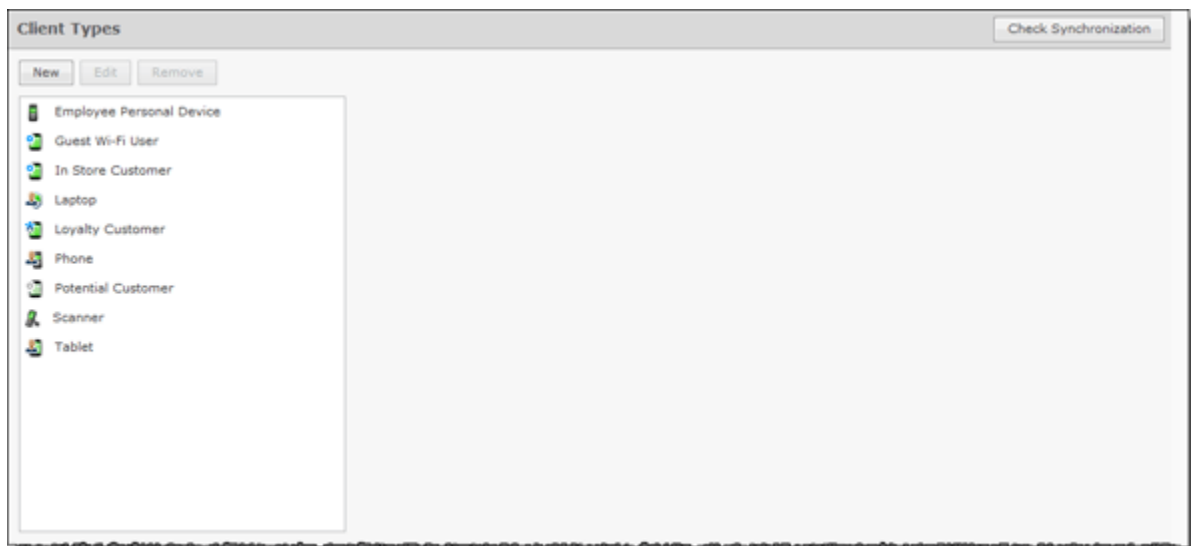 Client Types
Check Synchronization
New Edit Remove
Employee Personal Device
Guest Wi-Fi User
In Store Customer
Laptop
Loyalty Customer
Phone
Potential Customer
Scanner
Tablet